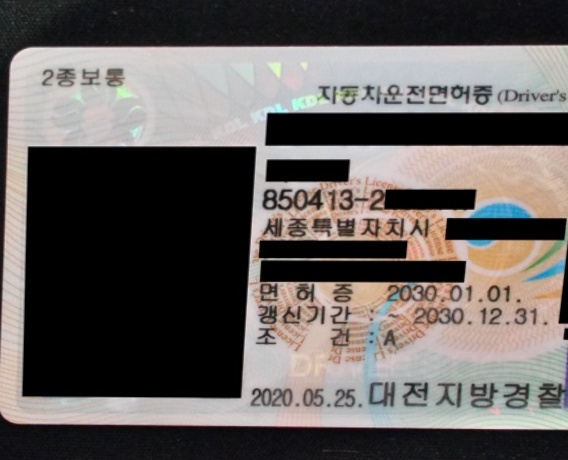 2종보통
자동차운전면허증 (Driver's
850413-2
세종특별자치시
면 허 증 2030.01.01.
갱신기간 : ~ 2030.12.31.
조 건 : A
2020.05.25. 대전지방경찰